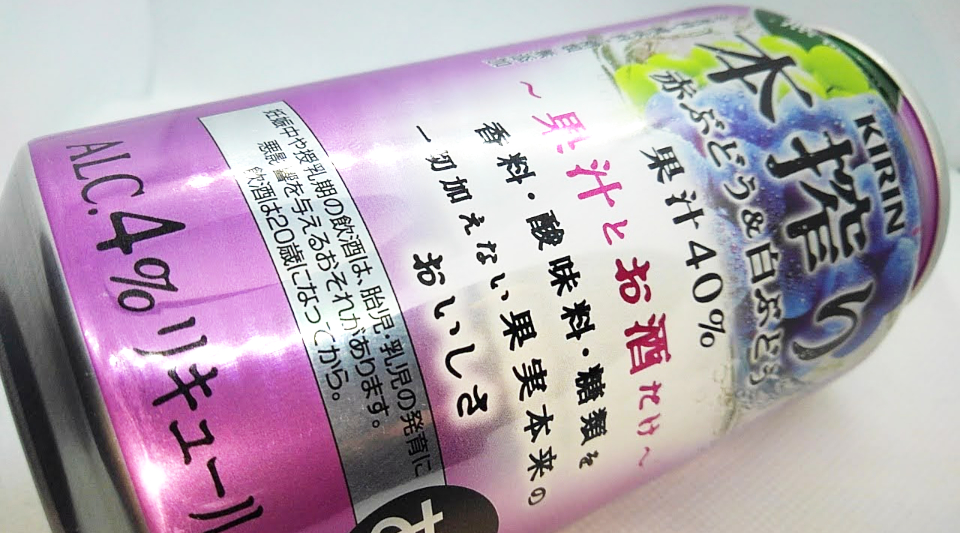 KIRIN
本搾り
赤ぶどう&白ぶどう
果汁40%
～果汁とお酒だけ～
香料・酸味料・糖類を
一切加えない果実本来の
おいしさ
妊娠中や授乳期の飲酒は、胎児・乳児の発育に
悪影響を与えるおそれがあります。
飲酒は20歳になってから。
ALC.4%リキュール
お